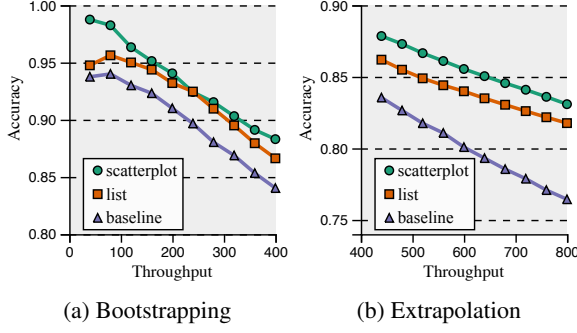 (a)
1.00
0.95
0.90
0.85
0.80
Accuracy
scatterplot
list
baseline
0 100 200 300 400
Throughput
(b)
0.90
0.85
0.80
0.75
Accuracy
scatterplot
list
baseline
400 500 600 700 800
Throughput
(a) Bootstrapping
(b) Extrapolation